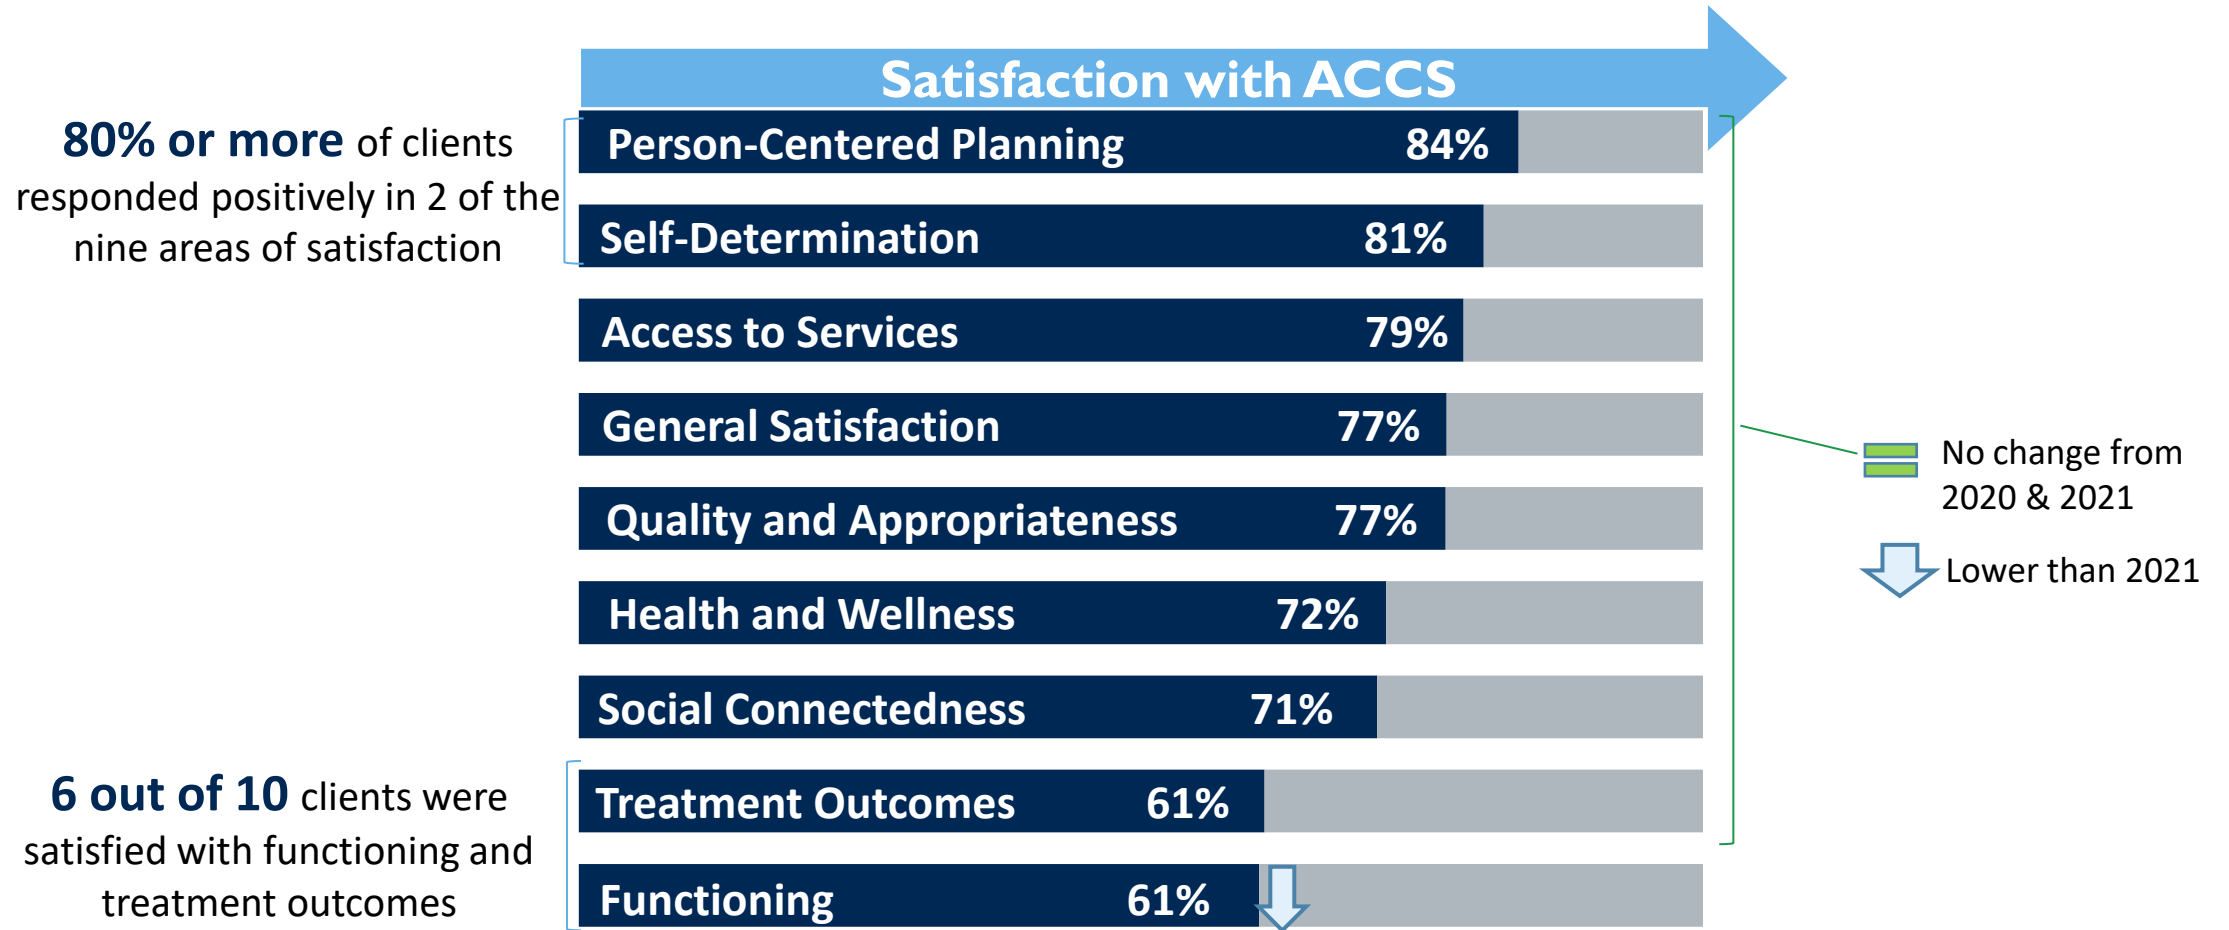 Satisfaction with ACCS
80% or more of clients
responded positively in 2 of the
nine areas of satisfaction
Person-Centered Planning 84%
Self-Determination 81%
Access to Services 79%
General Satisfaction 77%
Quality and Appropriateness 77%
Health and Wellness 72%
Social Connectedness 71%
Treatment Outcomes 61%
Functioning 61%
6 out of 10 clients were
satisfied with functioning and
treatment outcomes
No change from
2020 & 2021
Lower than 2021